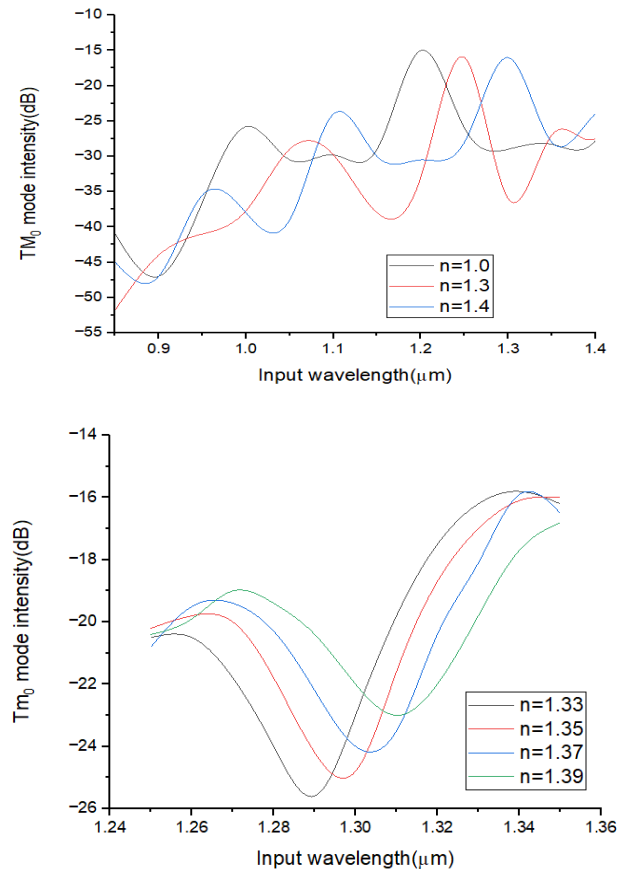 −10
−15
−20
−25
−30
−35
−40
−45
−50
−55
TM0 mode intensity(dB)
n=1.0
n=1.3
n=1.4
0.9 1.0 1.1 1.2 1.3 1.4
Input wavelength(μm)
−14
−16
−18
−20
−22
−24
−26
Tm0 mode intensity(dB)
n=1.33
n=1.35
n=1.37
n=1.39
1.24 1.26 1.28 1.30 1.32 1.34 1.36
Input wavelength(μm)